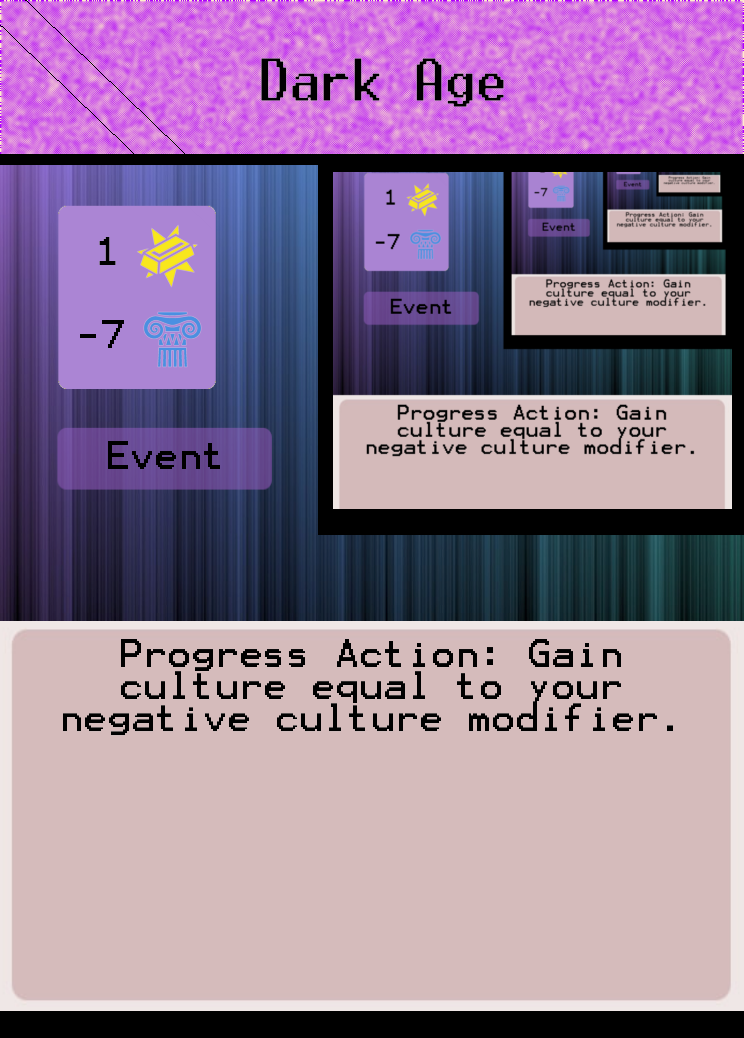 Dark Age
1
-7
Event
1
-7
Event
Progress Action: Gain
culture equal to your
negative culture modifier.
-7
Event
Progress Action: Gain
culture equal to your
negative culture modifier.
Event
Progress Action: Gain
culture equal to your
negative culture modifier.
Progress Action: Gain
culture equal to your
negative culture modifier.